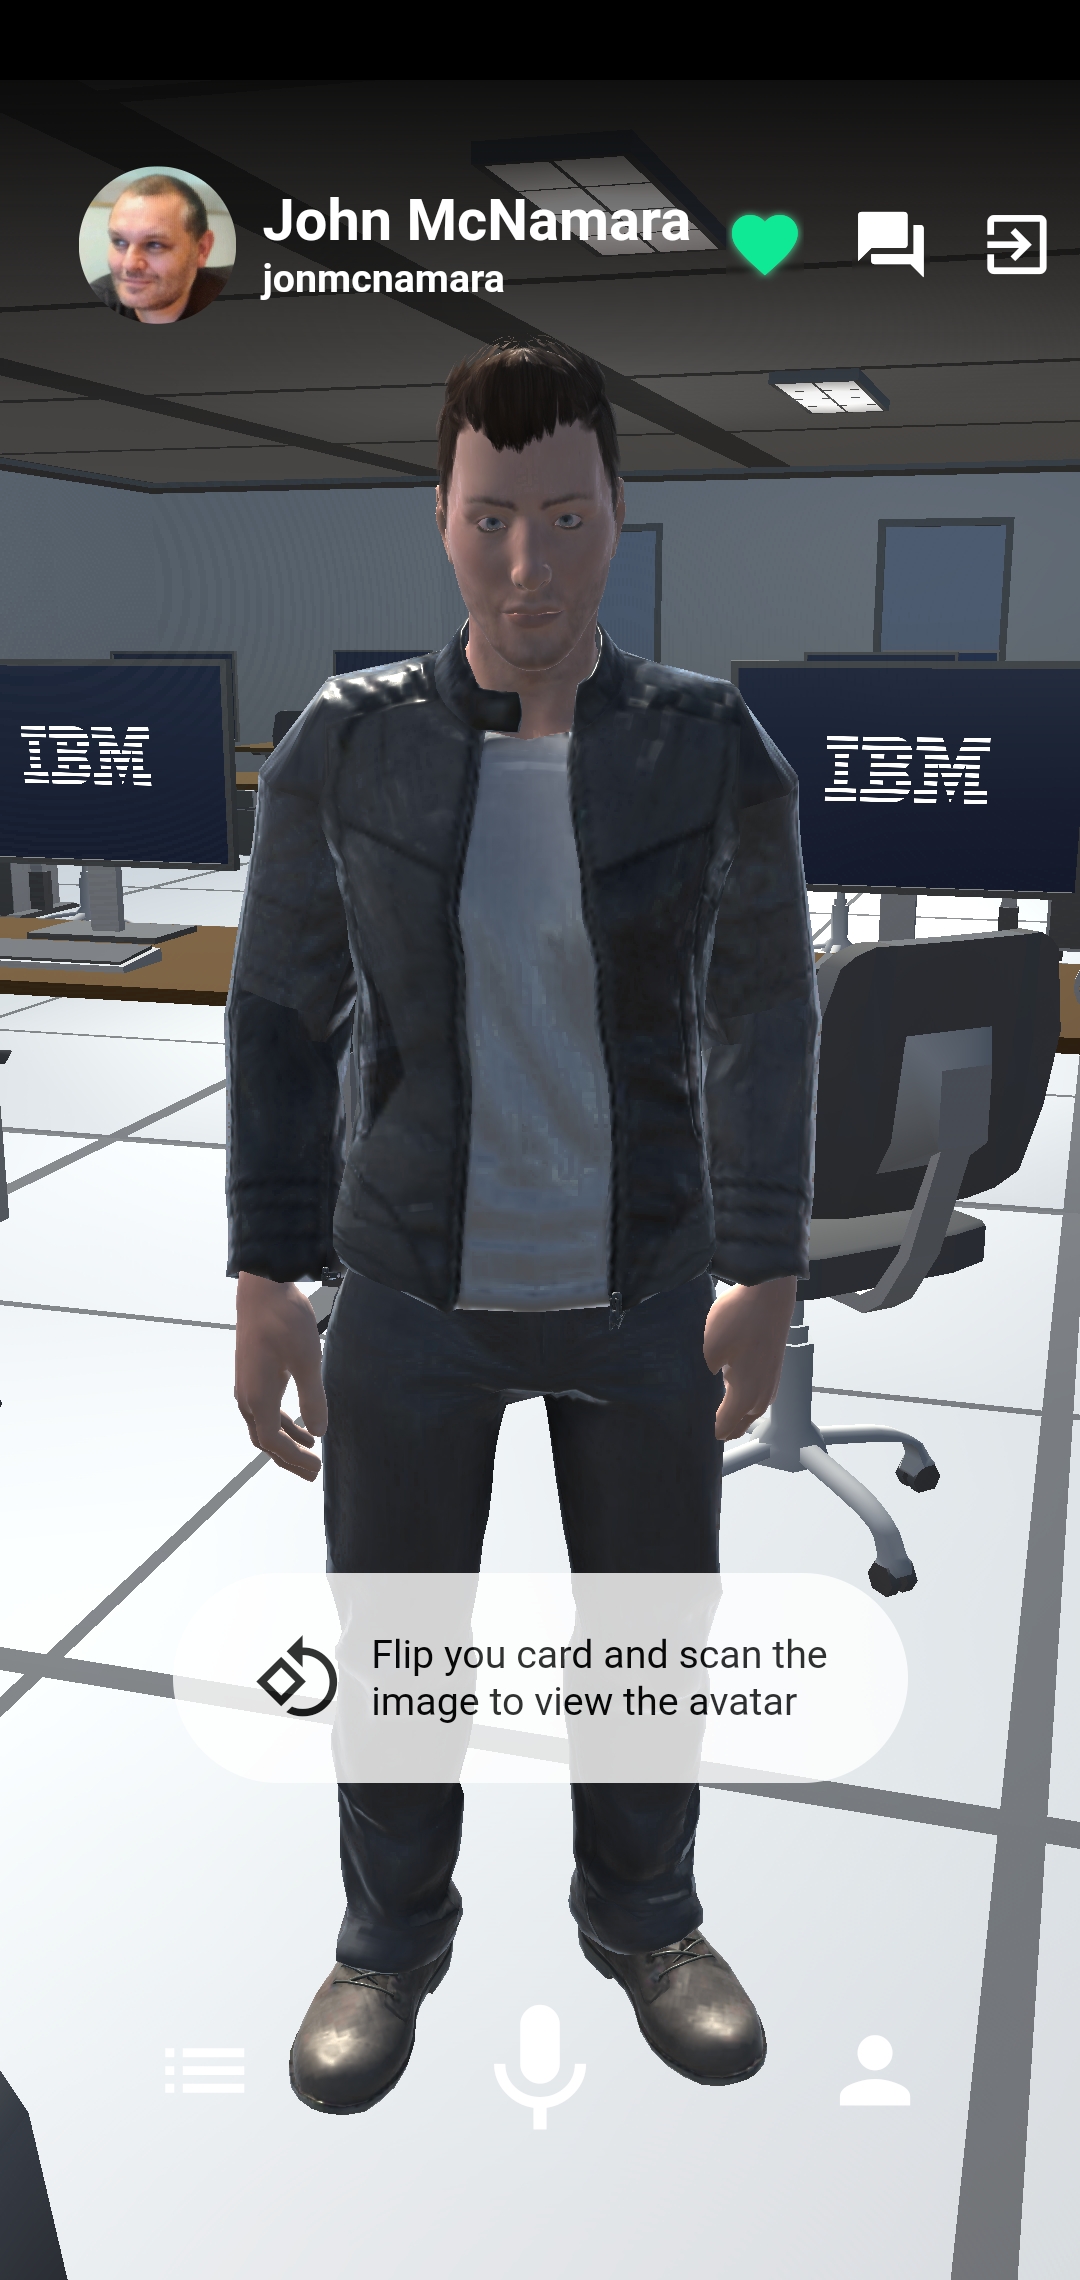 John McNamara
jonmcnamara
IBM
IBM
Flip you card and scan the
image to view the avatar